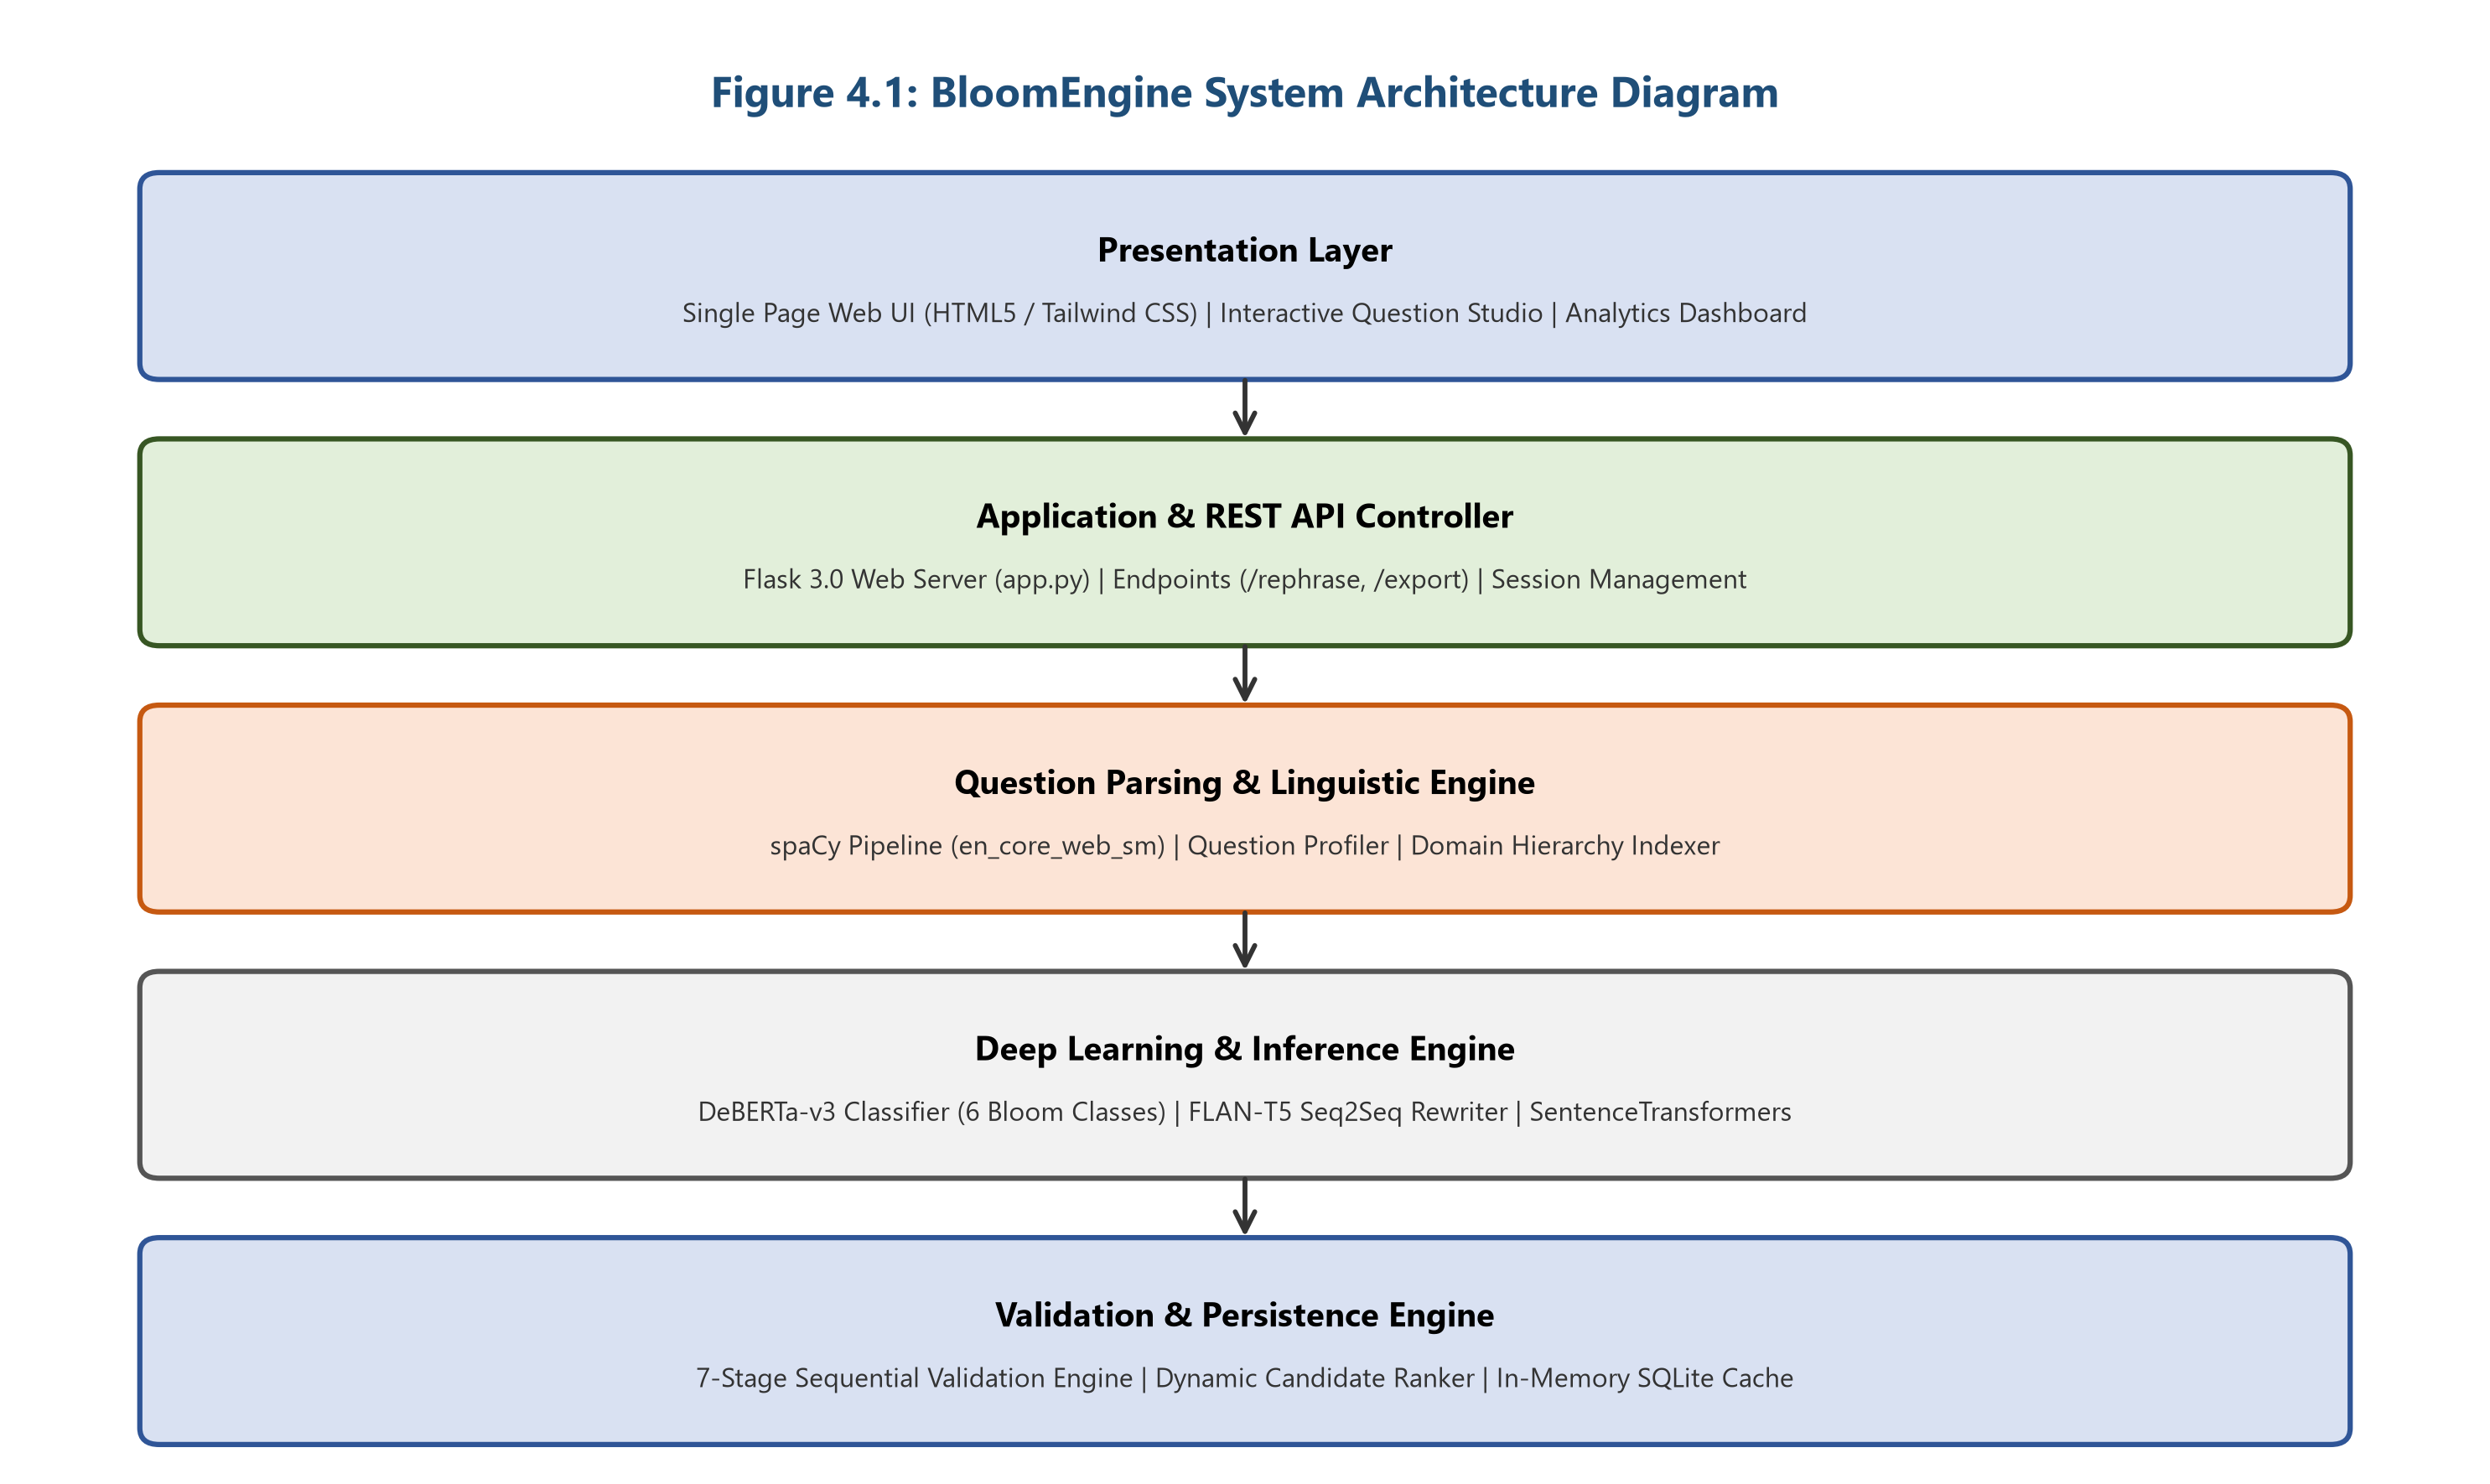 Figure 4.1: BloomEngine System Architecture Diagram
Presentation Layer
Single Page Web UI (HTML5 / Tailwind CSS) | Interactive Question Studio | Analytics Dashboard
Application & REST API Controller
Flask 3.0 Web Server (app.py) | Endpoints (/rephrase, /export) | Session Management
Question Parsing & Linguistic Engine
spaCy Pipeline (en_core_web_sm) | Question Profiler | Domain Hierarchy Indexer
Deep Learning & Inference Engine
DeBERTa-v3 Classifier (6 Bloom Classes) | FLAN-T5 Seq2Seq Rewriter | SentenceTransformers
Validation & Persistence Engine
7-Stage Sequential Validation Engine | Dynamic Candidate Ranker | In-Memory SQLite Cache